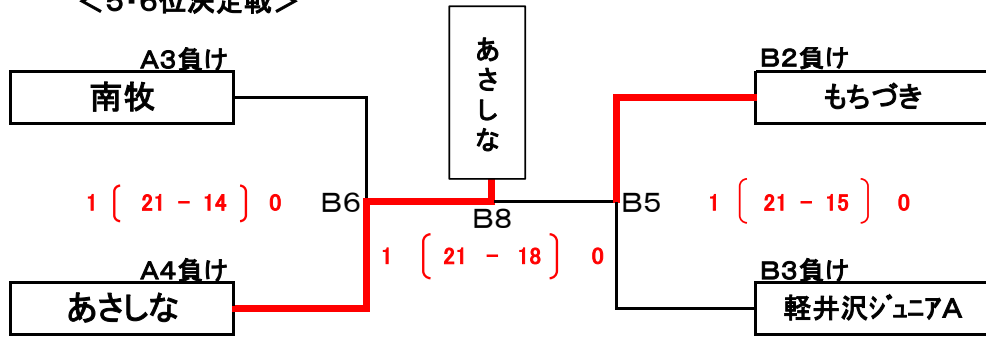 ＜5・6位決定戦＞
あさしな
A3負け
南牧
B2負け
もちづき
1 〔 21 － 14 〕 0
B6
B8
B5
1 〔 21 － 15 〕 0
1 〔 21 － 18 〕 0
A4負け
あさしな
B3負け
軽井沢ｼﾞｭﾆｱA